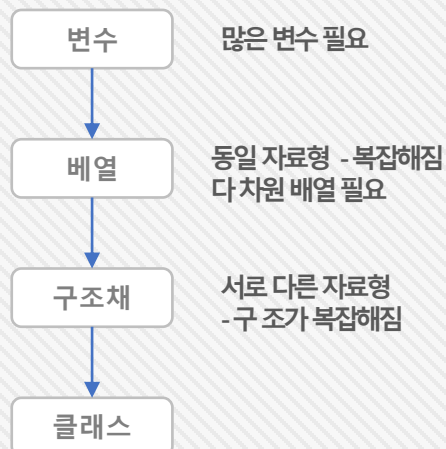 변수
많은 변수 필요
베열
동일 자료형 - 복잡해짐
다 차원 배열 필요
구조채
서로 다른 자료형
- 구 조가 복잡해짐
클래스